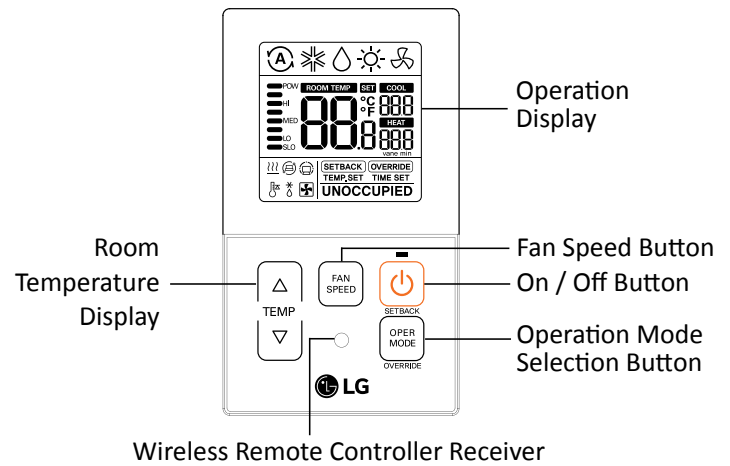 A
POW
HI
MED
LO
SLO
ROOM TEMP
SET
COOL
88.8
°C
°F
888
HEAT
888
vane min
SETBACK OVERRIDE
TEMP.SET TIME SET
UNOCCUPIED
Operation
Display
Room
Temperature
Display
TEMP
FAN
SPEED
SETBACK
OPER
MODE
OVERRIDE
LG
Fan Speed Button
On / Off Button
Operation Mode
Selection Button
Wireless Remote Controller Receiver